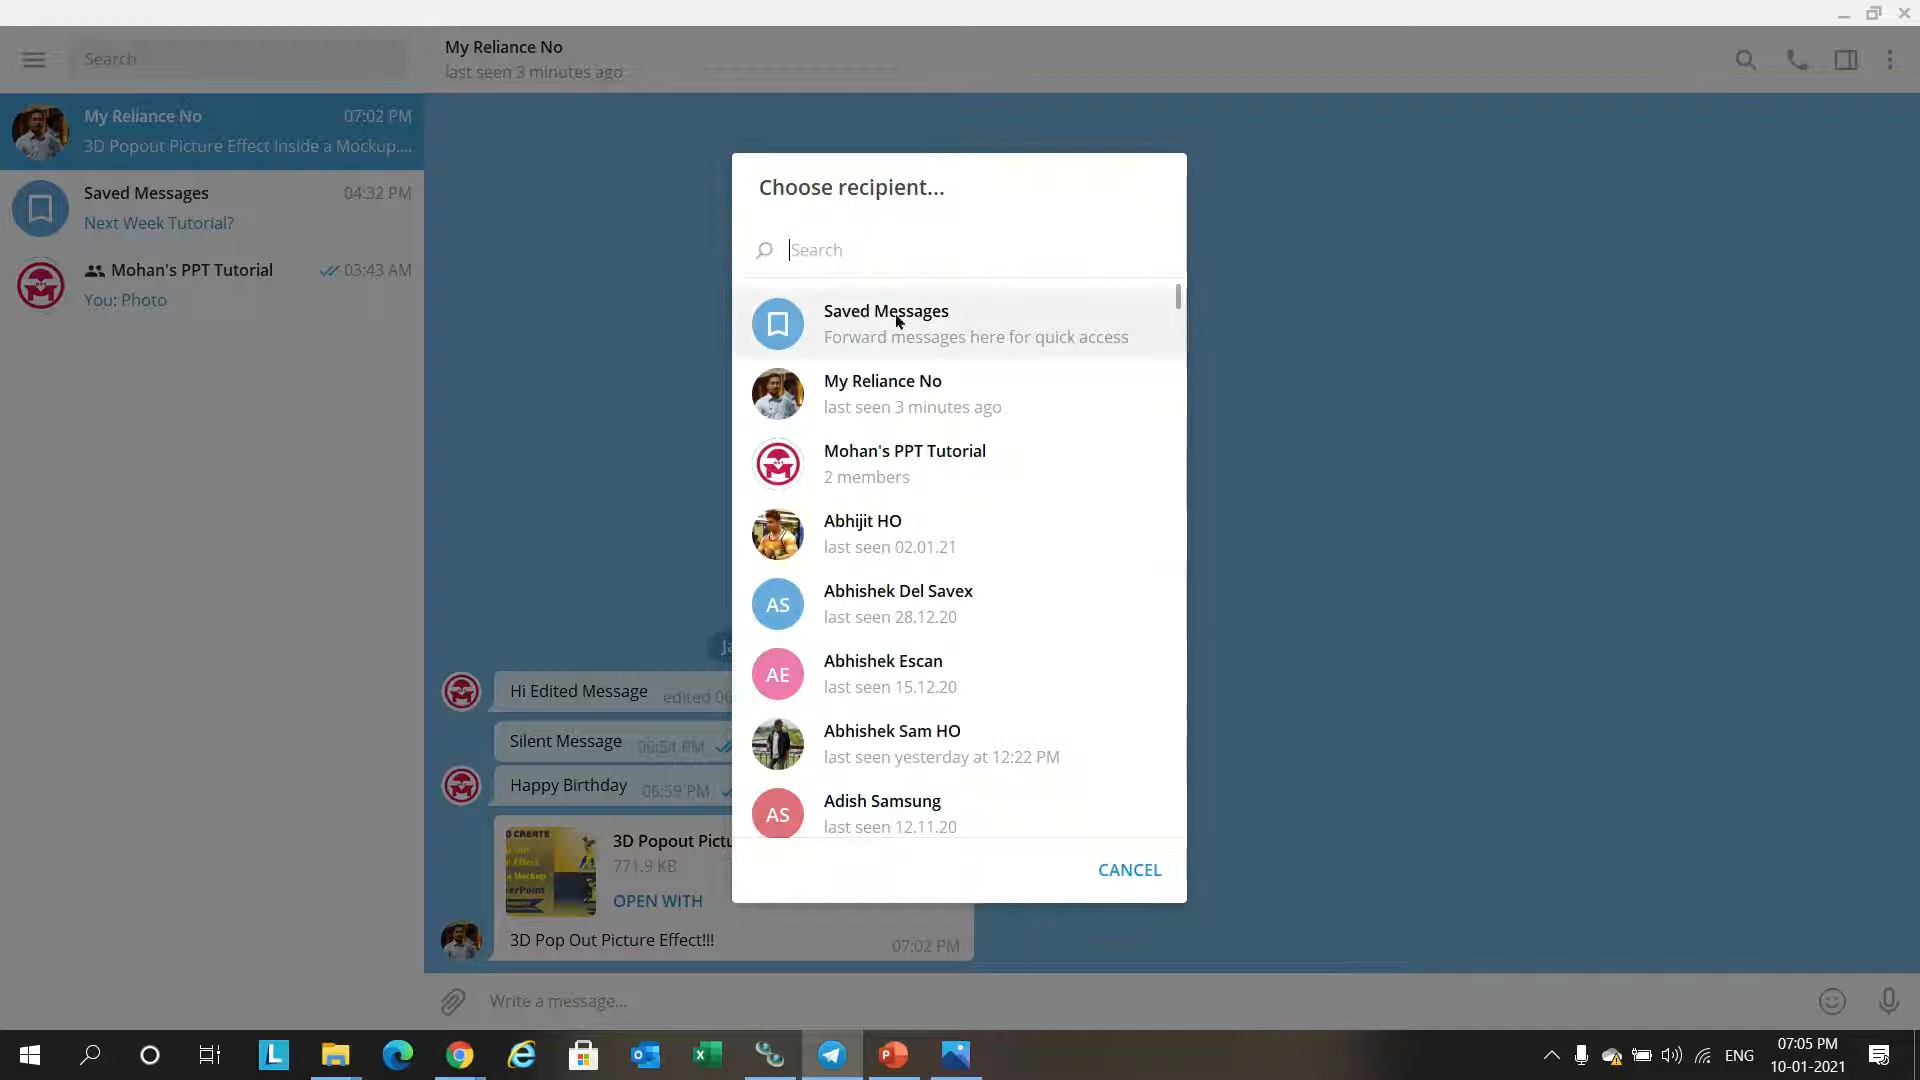 Search
My Reliance No
last seen 3 minutes ago
My Reliance No 07:02 PM
3D Popout Picture Effect Inside a Mockup....
Saved Messages 04:32 PM
Next Week Tutorial?
Mohan's PPT Tutorial 03:43 AM
You: Photo
Choose recipient...
Search
Saved Messages
Forward messages here for quick access
My Reliance No
last seen 3 minutes ago
Mohan's PPT Tutorial
2 members
Abhijit HO
last seen 02.01.21
AS
Abhishek Del Savex
last seen 28.12.20
AE
Abhishek Escan
last seen 15.12.20
Abhishek Sam HO
last seen yesterday at 12:22 PM
AS
Adish Samsung
last seen 12.11.20
CANCEL
Hi Edited Message edited
Silent Message 06:54 PM
Happy Birthday 06:59 PM
3D Popout
771.9 KB
OPEN WITH
3D Pop Out Picture Effect!!! 07:02 PM
Write a message...
ENG
07:05 PM
10-01-2021